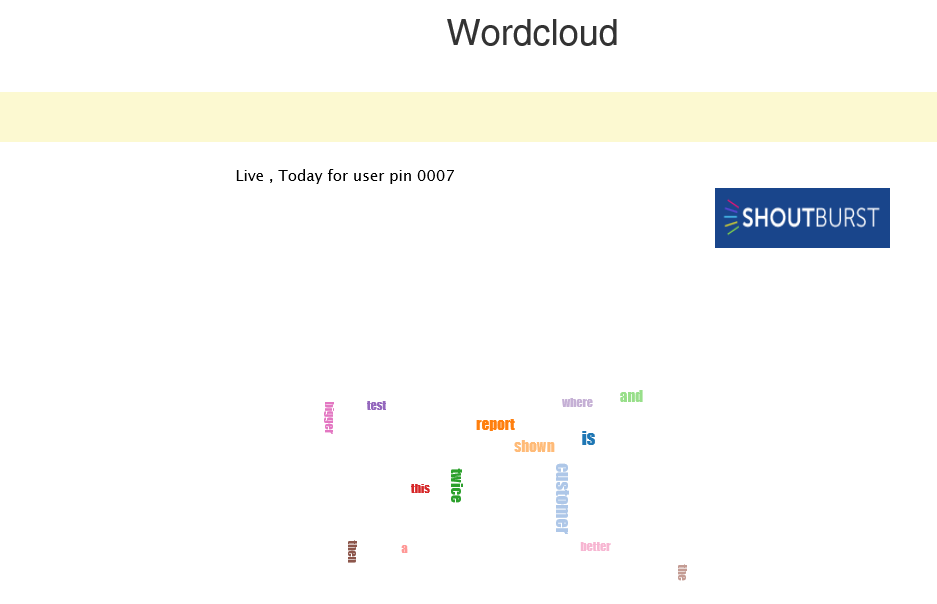 Wordcloud
Live , Today for user pin 0007
SHOUTBURST
and
where
bigger
test
report
is
shown
customer
twice
this
then
a
better
the